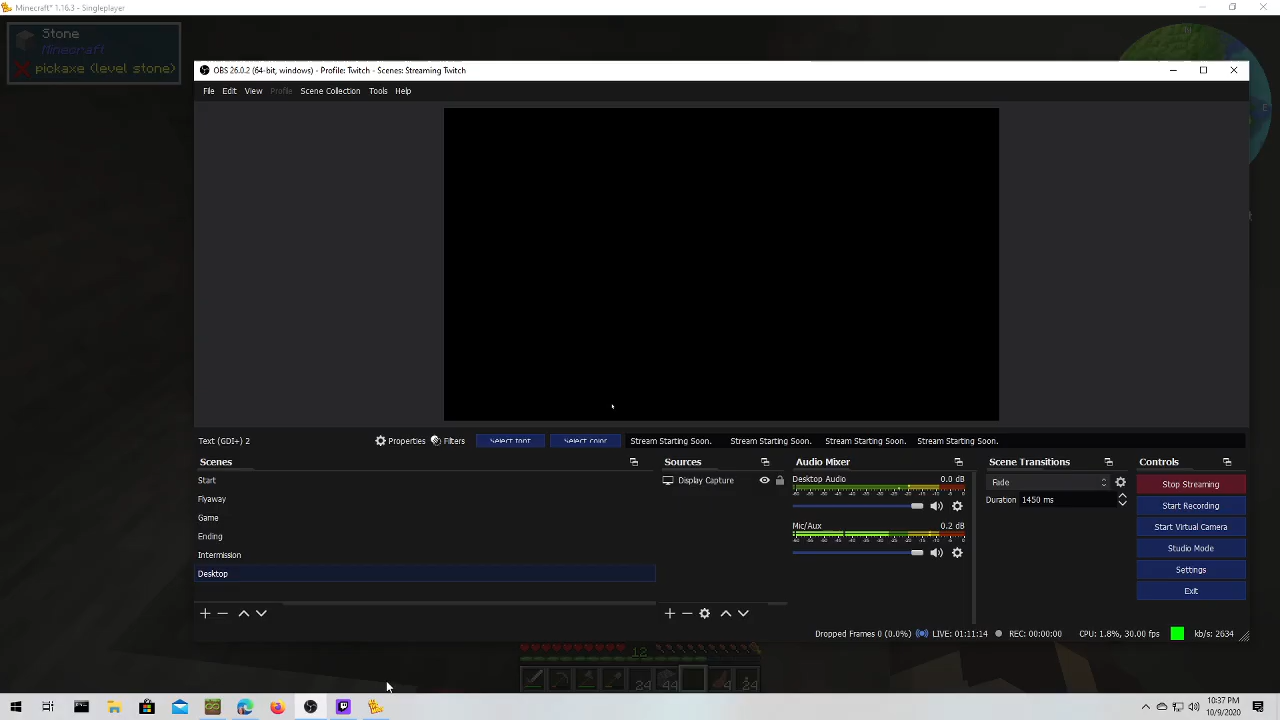 Minecraft* 1.16.3 - Singleplayer
Stone
Minecraft
pickaxe (level stone)
N
E
OBS 26.0.2 (64-bit, windows) - Profile: Twitch - Scenes: Streaming Twitch
File Edit View Profile Scene Collection Tools Help
Text (GDI+) 2 Properties Filters Select font Select color Stream Starting Soon. Stream Starting Soon. Stream Starting Soon. Stream Starting Soon.
Scenes
Start
Flyaway
Game
Ending
Intermission
Desktop
Sources
Display Capture
Audio Mixer
Desktop Audio 0.0 dB
Mic/Aux 0.2 dB
Scene Transitions
Fade
Duration 1450 ms
Controls
Stop Streaming
Start Recording
Start Virtual Camera
Studio Mode
Settings
Exit
Dropped Frames 0 (0.0%) LIVE: 01:11:14 REC: 00:00:00 CPU: 1.8%, 30.00 fps kb/s: 2634
12
24 44 4 24
10:37 PM
10/9/2020